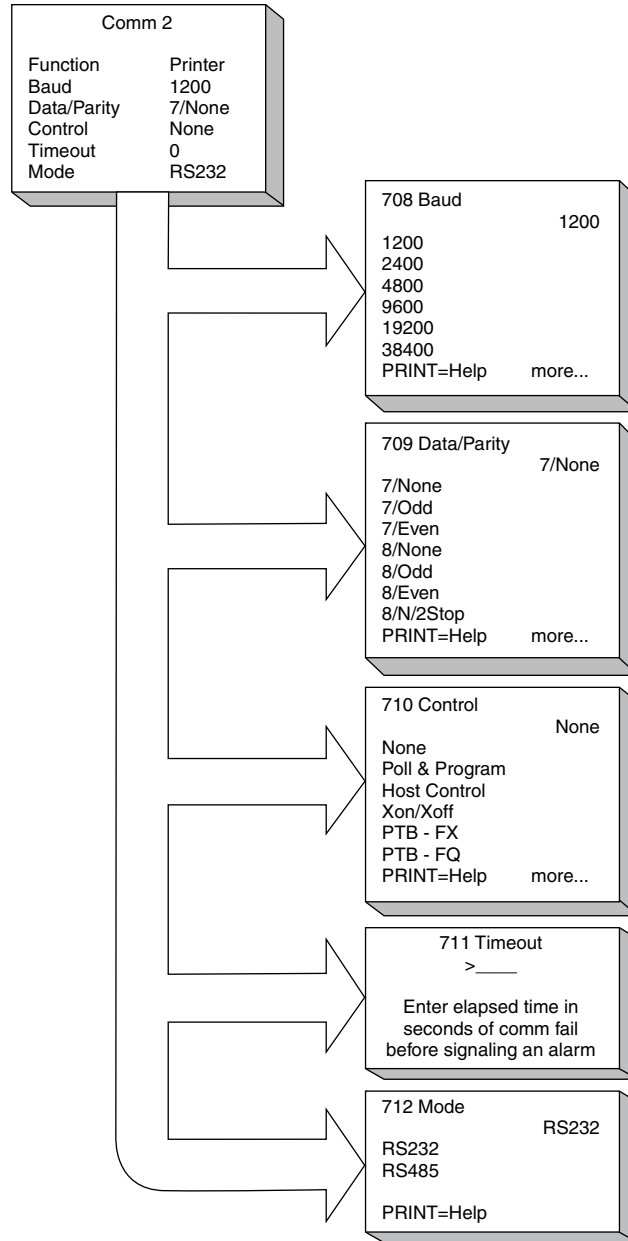 Comm 2
Function Printer
Baud 1200
Data/Parity 7/None
Control None
Timeout 0
Mode RS232
708 Baud
1200
1200
2400
4800
9600
19200
38400
PRINT=Help more...
709 Data/Parity
7/None
7/None
7/Odd
7/Even
8/None
8/Odd
8/Even
8/N/2Stop
PRINT=Help more...
710 Control
None
None
Poll & Program
Host Control
Xon/Xoff
PTB - FX
PTB - FQ
PRINT=Help more...
711 Timeout
>____
Enter elapsed time in
seconds of comm fail
before signaling an alarm
712 Mode
RS232
RS232
RS485
PRINT=Help